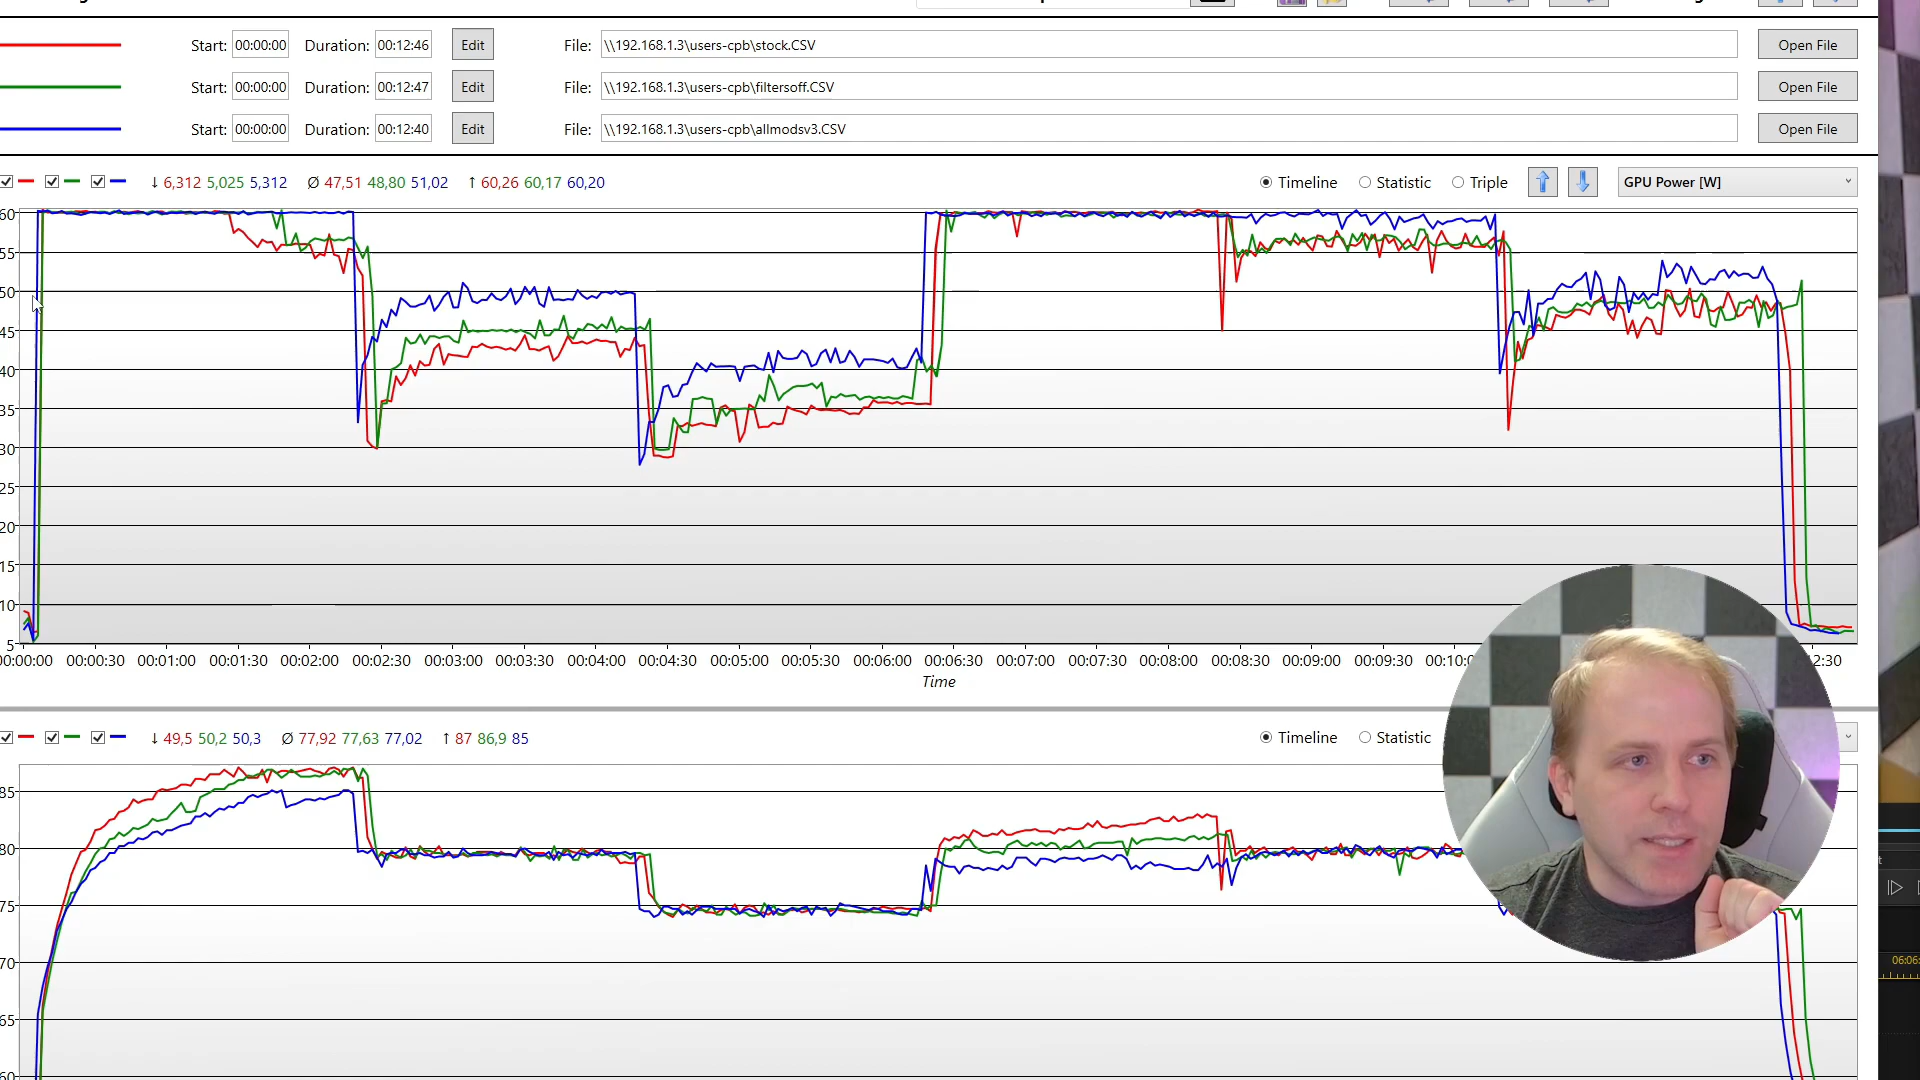 Start: 00:00:00 Duration: 00:12:46 Edit File: \\192.168.1.3\users-cpb\stock.CSV Open File
Start: 00:00:00 Duration: 00:12:47 Edit File: \\192.168.1.3\users-cpb\filtersoff.CSV Open File
Start: 00:00:00 Duration: 00:12:40 Edit File: \\192.168.1.3\users-cpb\allmodsv3.CSV Open File
↓ 6,312 5,025 5,312 Ø 47,51 48,80 51,02 ↑ 60,26 60,17 60,20 Timeline Statistic Triple GPU Power [W]
60
55
50
45
40
35
30
25
20
15
10
5
00:00:00 00:00:30 00:01:00 00:01:30 00:02:00 00:02:30 00:03:00 00:03:30 00:04:00 00:04:30 00:05:00 00:05:30 00:06:00 00:06:30 00:07:00 00:07:30 00:08:00 00:08:30 00:09:00 00:09:30 00:10:0 2:30
Time
↓ 49,5 50,2 50,3 Ø 77,92 77,63 77,02 ↑ 87 86,9 85 Timeline Statistic
85
80
75
70
65
60
06:06: